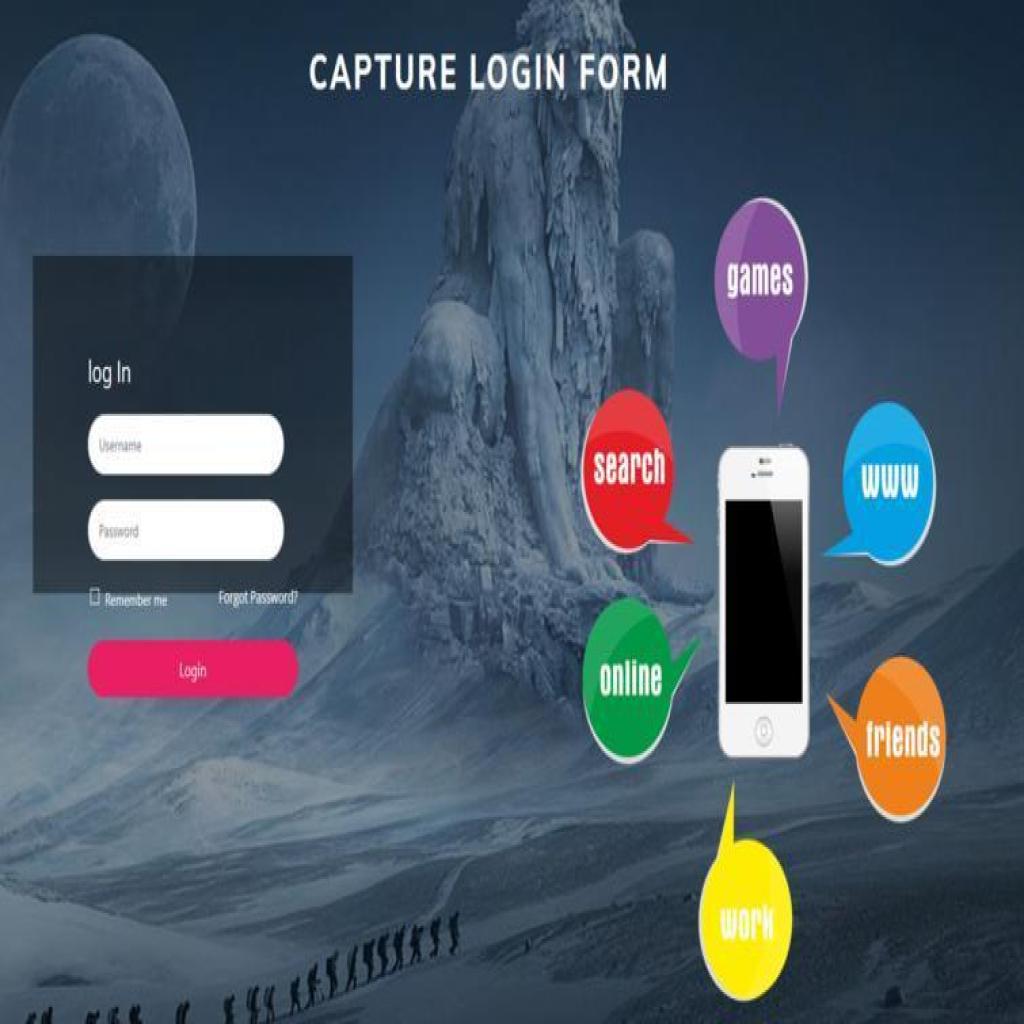 CAPTURE LOGIN FORM
log In
Username
Password
Remember me
Forgot Password?
Login
games
search
www
online
friends
work